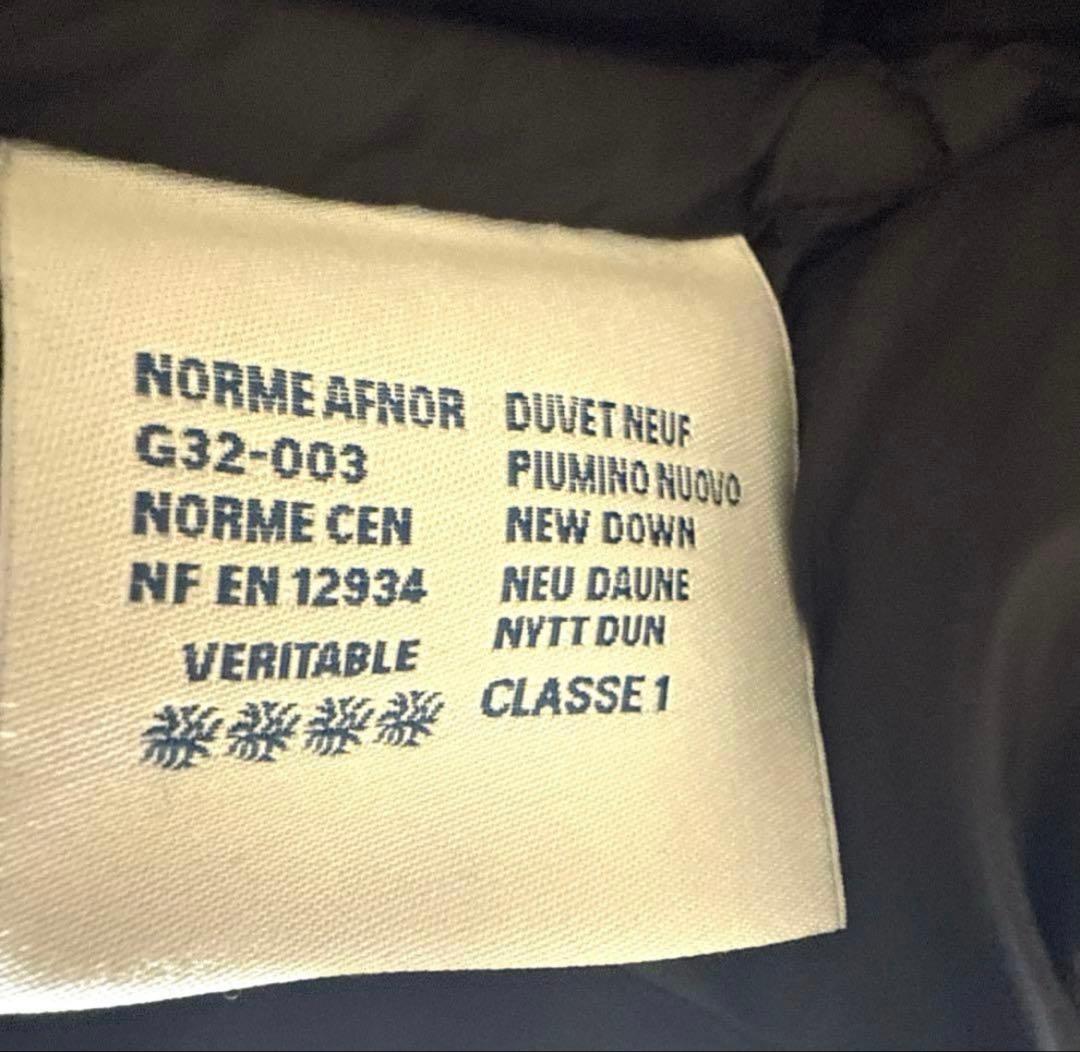 NORME AFNOR
G32-003
NORME CEN
NF EN 12934
VERITABLE
DUVET NEUF
PIUMINO NUOVO
NEW DOWN
NEU DAUNE
NYTT DUN
CLASSE 1